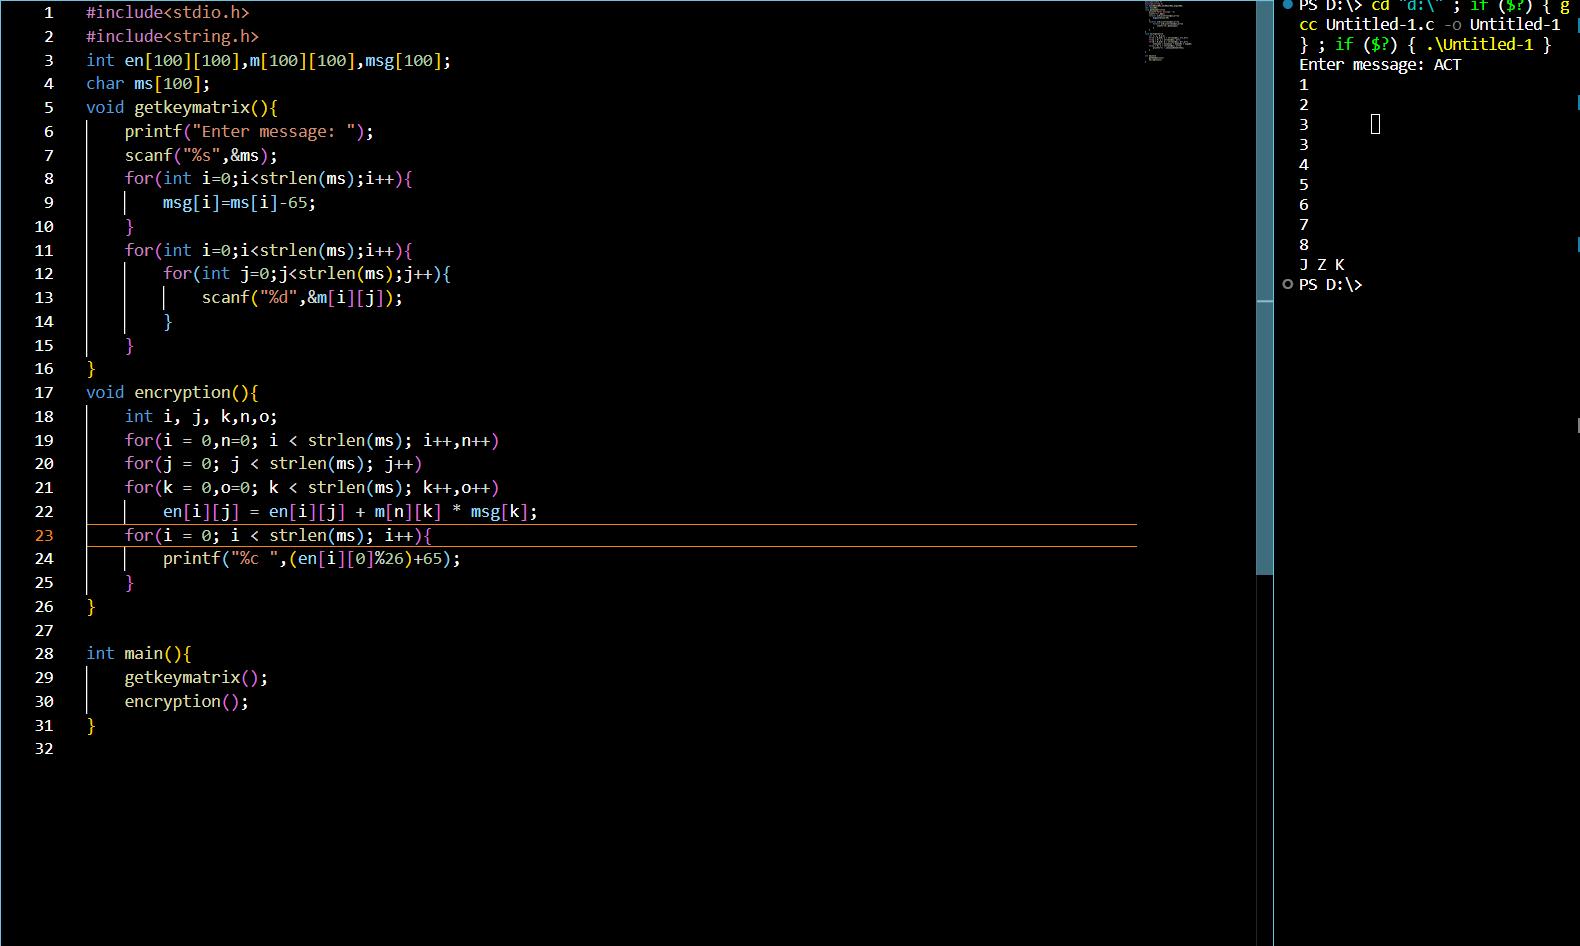 1 #include<stdio.h>
2 #include<string.h>
3 int en[100][100],m[100][100],msg[100];
4 char ms[100];
5 void getkeymatrix(){
6     printf("Enter message: ");
7     scanf("%s",&ms);
8     for(int i=0;i<strlen(ms);i++){
9         msg[i]=ms[i]-65;
10     }
11     for(int i=0;i<strlen(ms);i++){
12         for(int j=0;j<strlen(ms);j++){
13             scanf("%d",&m[i][j]);
14         }
15     }
16 }
17 void encryption(){
18     int i, j, k,n,o;
19     for(i = 0,n=0; i < strlen(ms); i++,n++)
20     for(j = 0; j < strlen(ms); j++)
21     for(k = 0,o=0; k < strlen(ms); k++,o++)
22         en[i][j] = en[i][j] + m[n][k] * msg[k];
23     for(i = 0; i < strlen(ms); i++){
24         printf("%c ",(en[i][0]%26)+65);
25     }
26 }
27
28 int main(){
29     getkeymatrix();
30     encryption();
31 }
32
PS D:\> cd "d:\" ; if ($?) { g
cc Untitled-1.c -o Untitled-1
} ; if ($?) { .\Untitled-1 }
Enter message: ACT
1
2
3
3
4
5
6
7
8
J Z K
PS D:\>